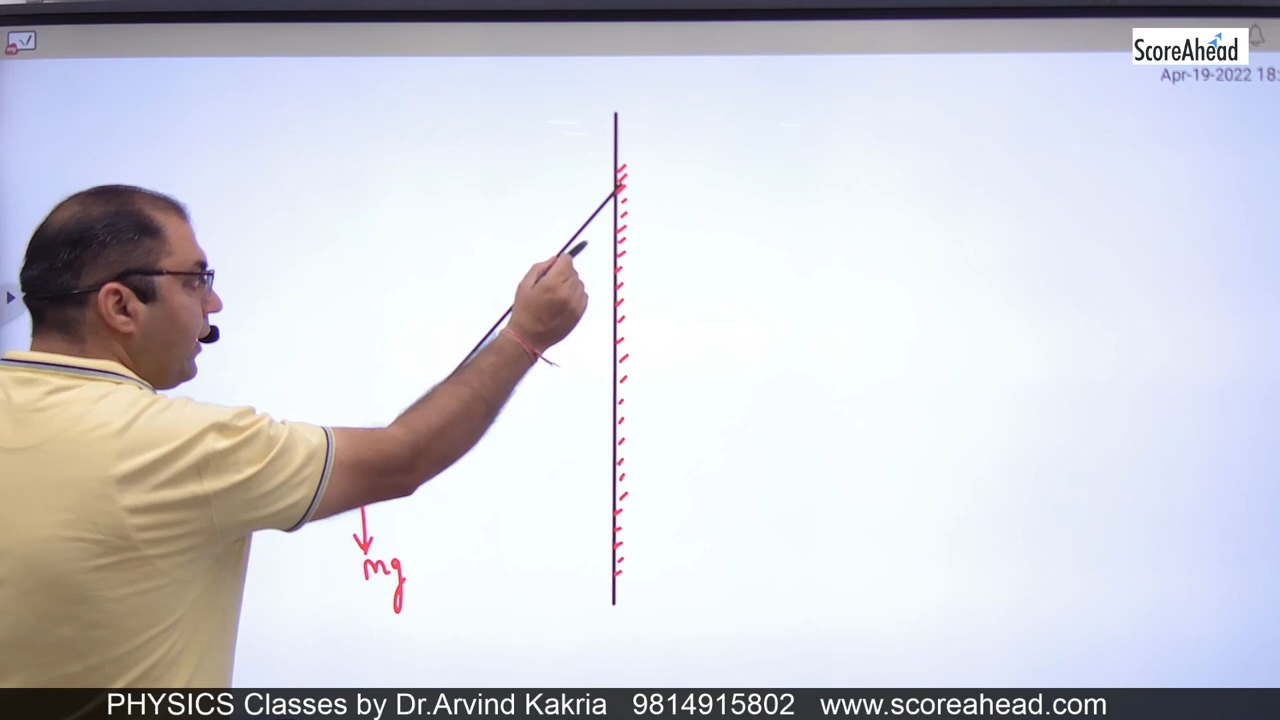 ScoreAhead
Apr-19-2022 18:
mg
PHYSICS Classes by Dr.Arvind Kakria 9814915802 www.scoreahead.com